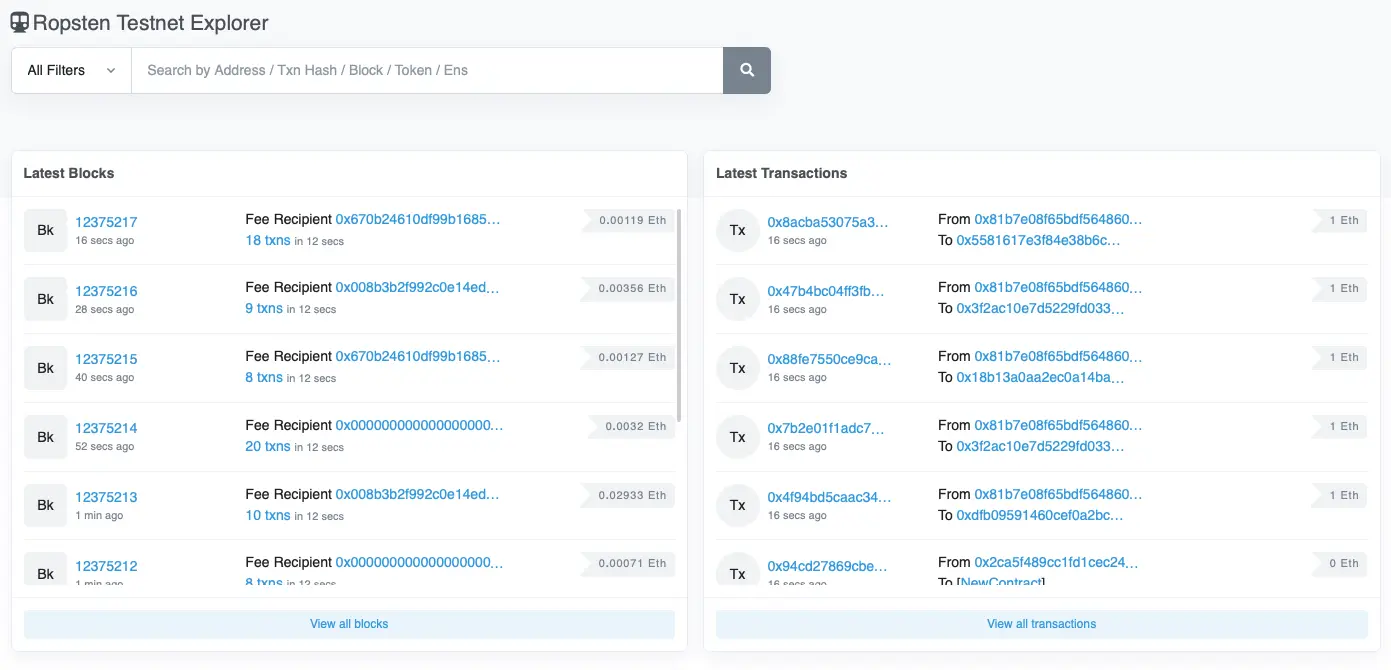 Ropsten Testnet Explorer
All Filters Search by Address / Txn Hash / Block / Token / Ens
Latest Blocks
Bk 12375217 Fee Recipient 0x670b24610df99b1685... 0.00119 Eth
16 secs ago 18 txns in 12 secs
Bk 12375216 Fee Recipient 0x008b3b2f992c0e14ed... 0.00356 Eth
28 secs ago 9 txns in 12 secs
Bk 12375215 Fee Recipient 0x670b24610df99b1685... 0.00127 Eth
40 secs ago 8 txns in 12 secs
Bk 12375214 Fee Recipient 0x000000000000000000... 0.0032 Eth
52 secs ago 20 txns in 12 secs
Bk 12375213 Fee Recipient 0x008b3b2f992c0e14ed... 0.02933 Eth
1 min ago 10 txns in 12 secs
Bk 12375212 Fee Recipient 0x000000000000000000... 0.00071 Eth
1 min ago 8 txns in 12 secs
View all blocks
Latest Transactions
Tx 0x8acba53075a3... From 0x81b7e08f65bdf564860... 1 Eth
16 secs ago To 0x5581617e3f84e38b6c...
Tx 0x47b4bc04ff3fb... From 0x81b7e08f65bdf564860... 1 Eth
16 secs ago To 0x3f2ac10e7d5229fd033...
Tx 0x88fe7550ce9ca... From 0x81b7e08f65bdf564860... 1 Eth
16 secs ago To 0x18b13a0aa2ec0a14ba...
Tx 0x7b2e01f1adc7... From 0x81b7e08f65bdf564860... 1 Eth
16 secs ago To 0x3f2ac10e7d5229fd033...
Tx 0x4f94bd5caac34... From 0x81b7e08f65bdf564860... 1 Eth
16 secs ago To 0xdfb09591460cef0a2bc...
Tx 0x94cd27869cbe... From 0x2ca5f489cc1fd1cec24... 0 Eth
16 secs ago To [NewContract]
View all transactions